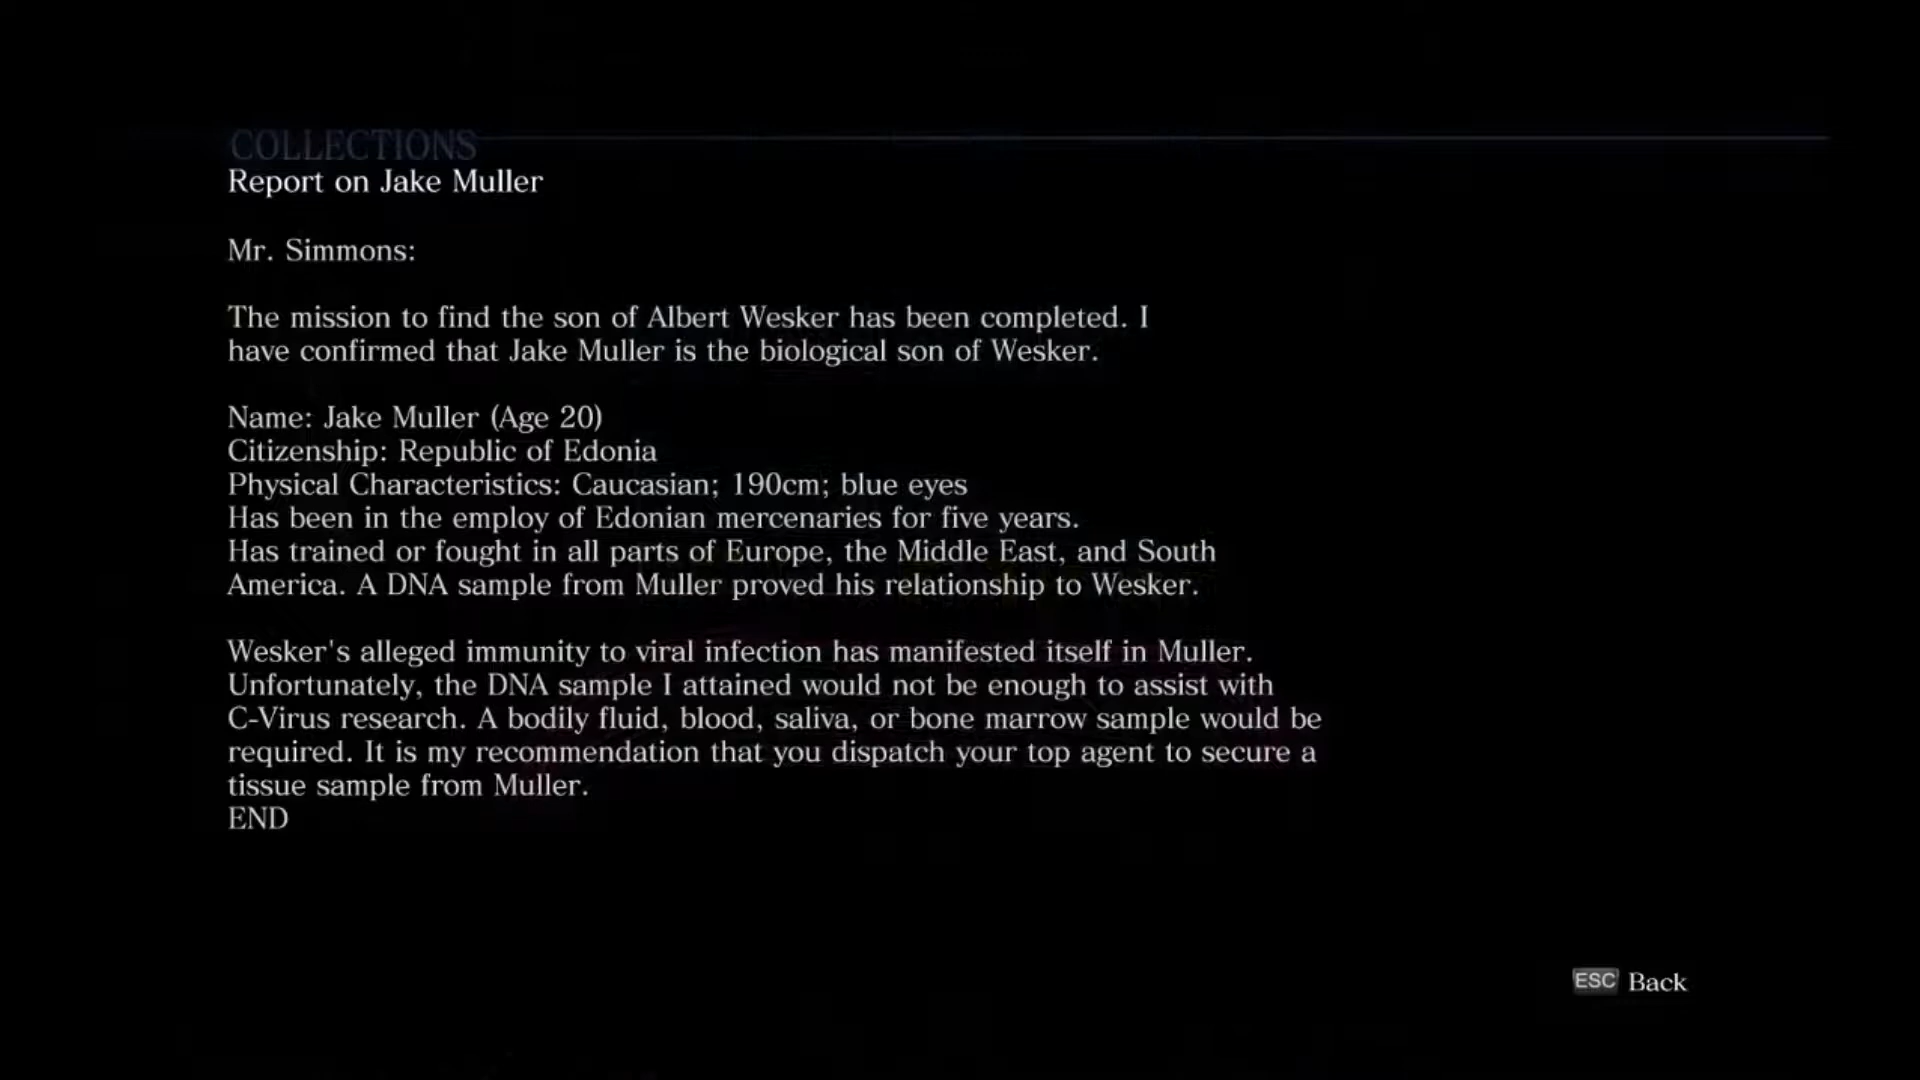 COLLECTIONS
Report on Jake Muller
Mr. Simmons:
The mission to find the son of Albert Wesker has been completed. I
have confirmed that Jake Muller is the biological son of Wesker.
Name: Jake Muller (Age 20)
Citizenship: Republic of Edonia
Physical Characteristics: Caucasian; 190cm; blue eyes
Has been in the employ of Edonian mercenaries for five years.
Has trained or fought in all parts of Europe, the Middle East, and South
America. A DNA sample from Muller proved his relationship to Wesker.
Wesker's alleged immunity to viral infection has manifested itself in Muller.
Unfortunately, the DNA sample I attained would not be enough to assist with
C-Virus research. A bodily fluid, blood, saliva, or bone marrow sample would be
required. It is my recommendation that you dispatch your top agent to secure a
tissue sample from Muller.
END
ESC Back